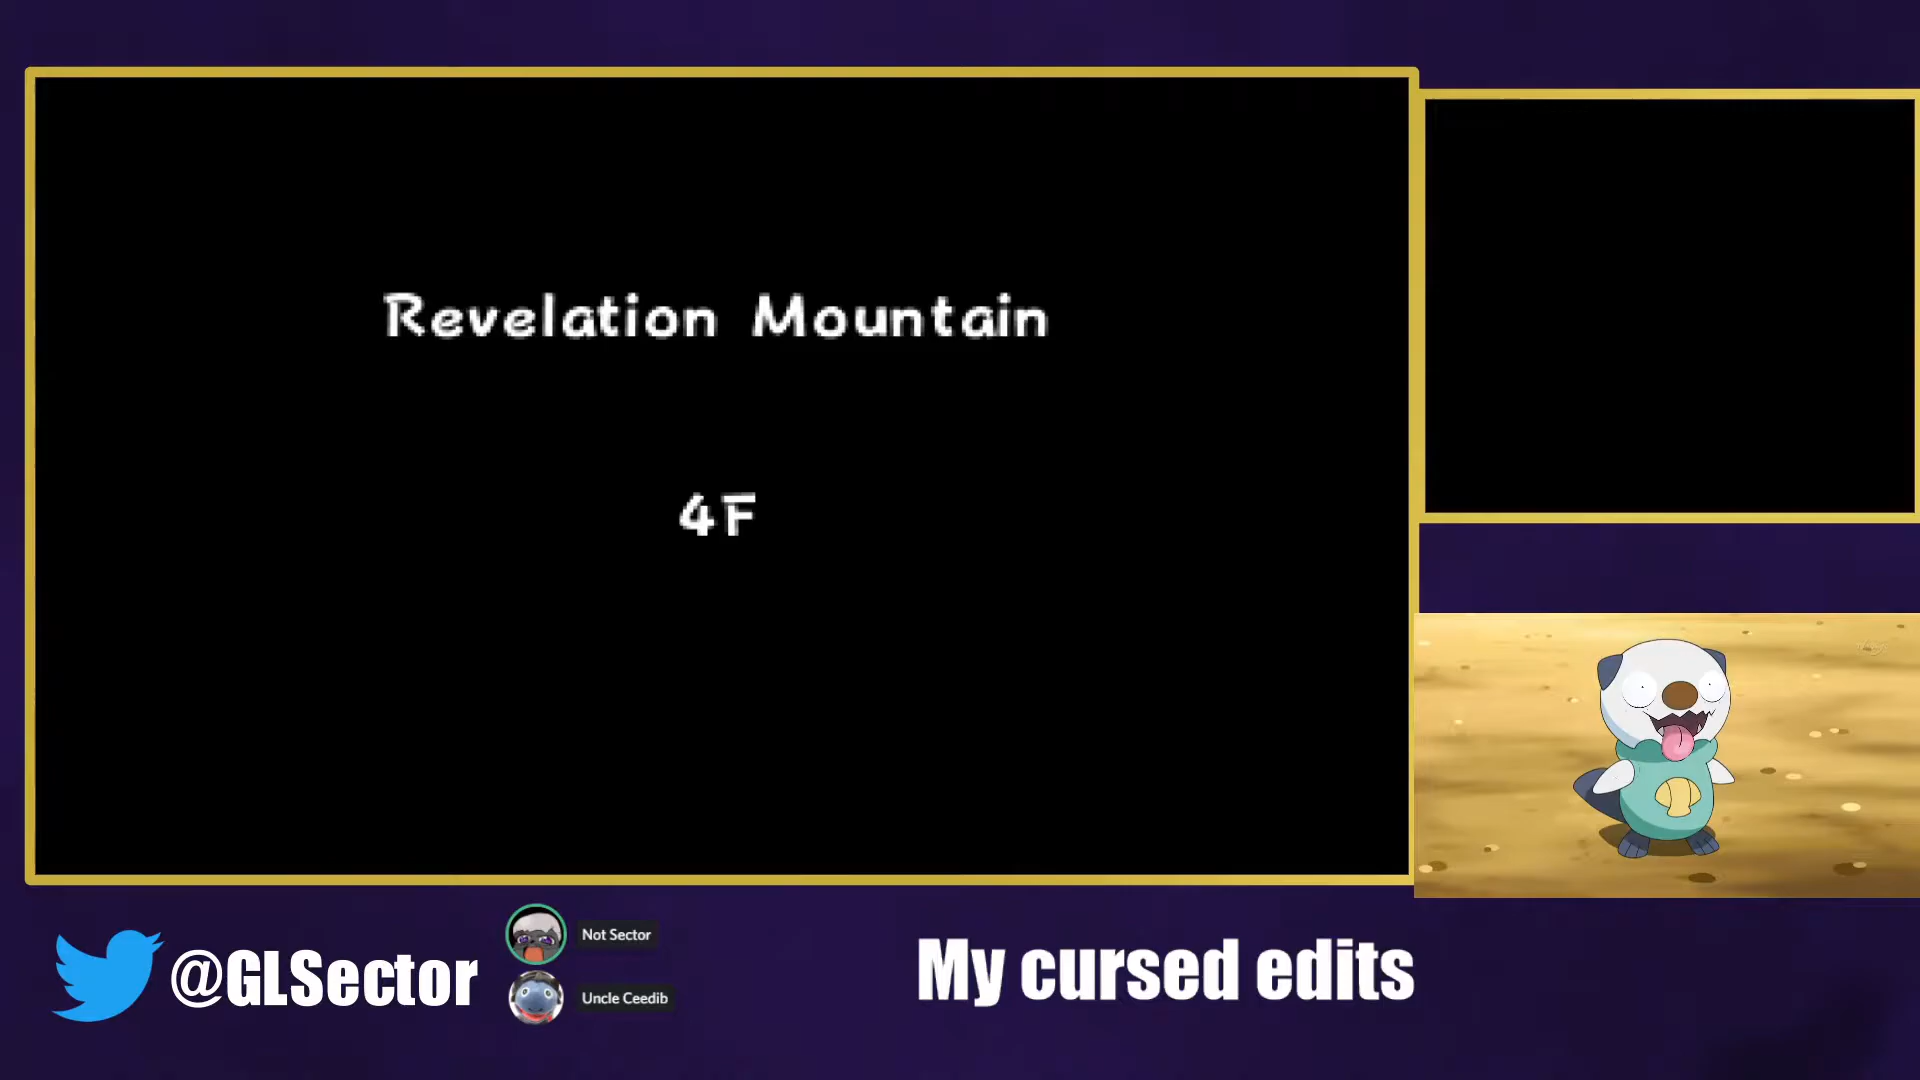 Revelation Mountain
4F
@GLSector
Not Sector
Uncle Ceedib
My cursed edits